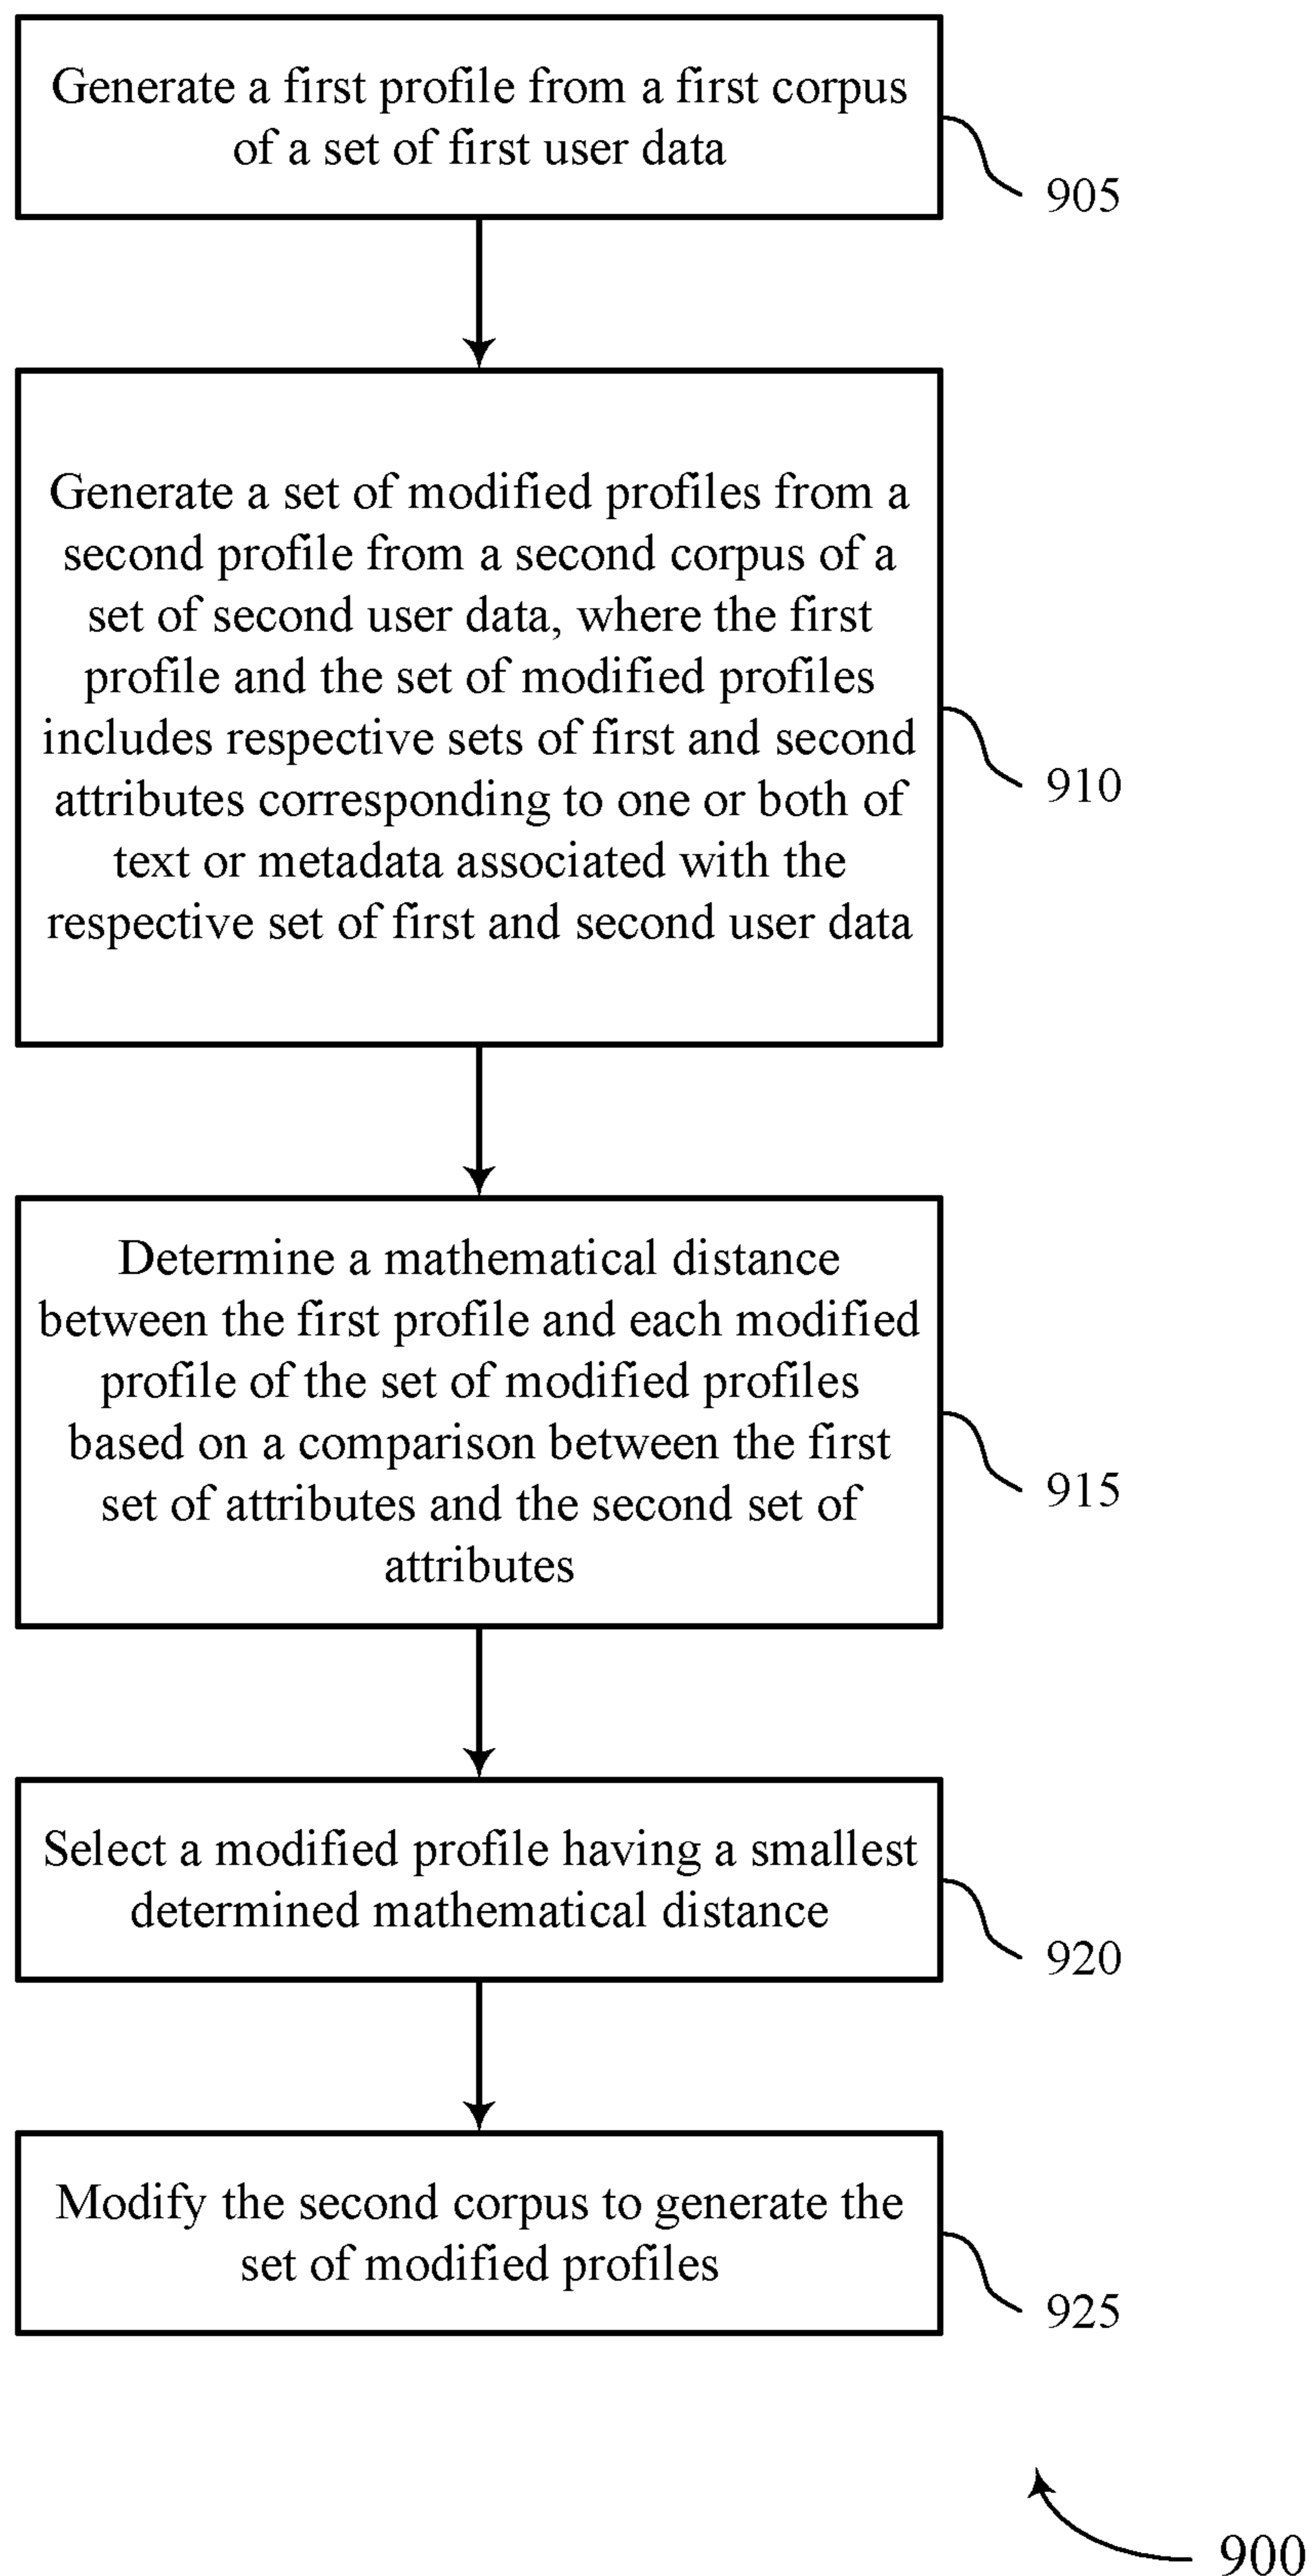 Generate a first profile from a first corpus
of a set of first user data
905
Generate a set of modified profiles from a
second profile from a second corpus of a
set of second user data, where the first
profile and the set of modified profiles
includes respective sets of first and second
attributes corresponding to one or both of
text or metadata associated with the
respective set of first and second user data
910
Determine a mathematical distance
between the first profile and each modified
profile of the set of modified profiles
based on a comparison between the first
set of attributes and the second set of
attributes
915
Select a modified profile having a smallest
determined mathematical distance
920
Modify the second corpus to generate the
set of modified profiles
925
900